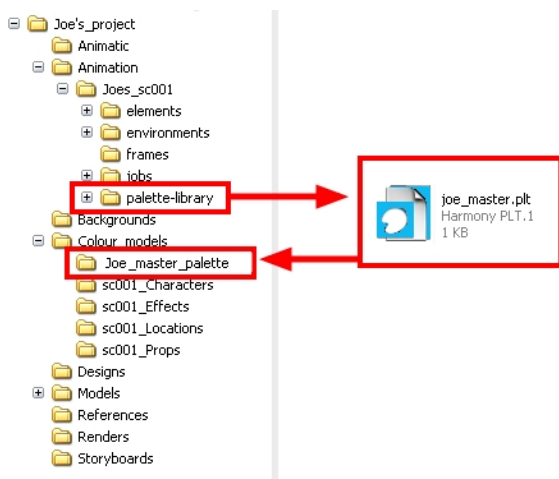 Joe's_project
Animatic
Animation
Joes_sc001
elements
environments
frames
jobs
palette-library
Backgrounds
Colour_models
Joe_master_palette
sc001_Characters
sc001_Effects
sc001_Locations
sc001_Props
Designs
Models
References
Renders
Storyboards
joe_master.plt
Harmony PLT.1
1 KB